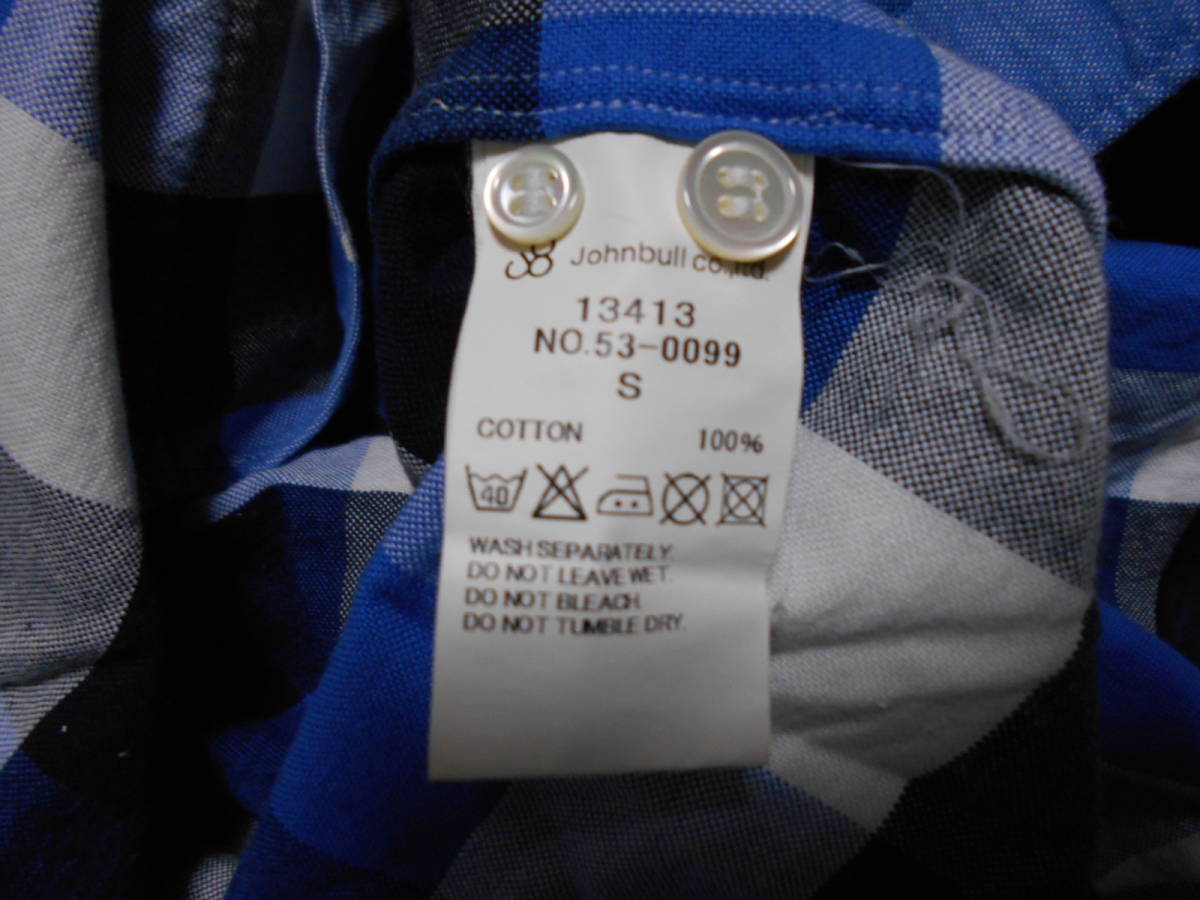 Johnbull co.,ltd.
13413
NO.53-0099
S
COTTON 100%
40
WASH SEPARATELY.
DO NOT LEAVE WET.
DO NOT BLEACH.
DO NOT TUMBLE DRY.